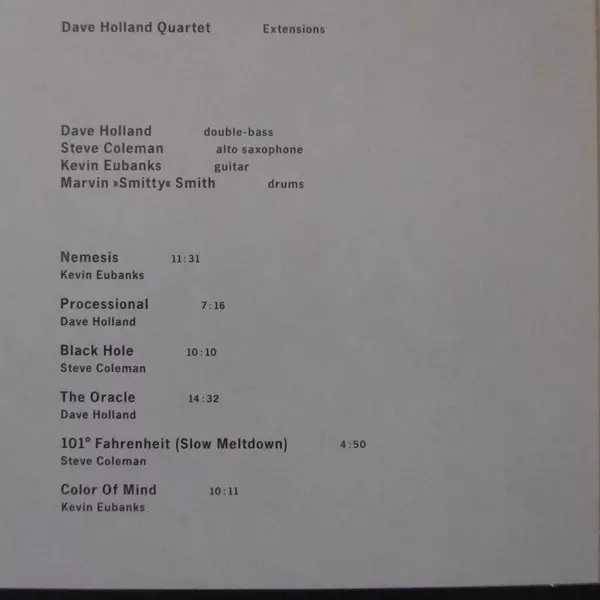 Dave Holland Quartet Extensions
Dave Holland double-bass
Steve Coleman alto saxophone
Kevin Eubanks guitar
Marvin »Smitty« Smith drums
Nemesis 11:31
Kevin Eubanks
Processional 7:16
Dave Holland
Black Hole 10:10
Steve Coleman
The Oracle 14:32
Dave Holland
101° Fahrenheit (Slow Meltdown) 4:50
Steve Coleman
Color Of Mind 10:11
Kevin Eubanks